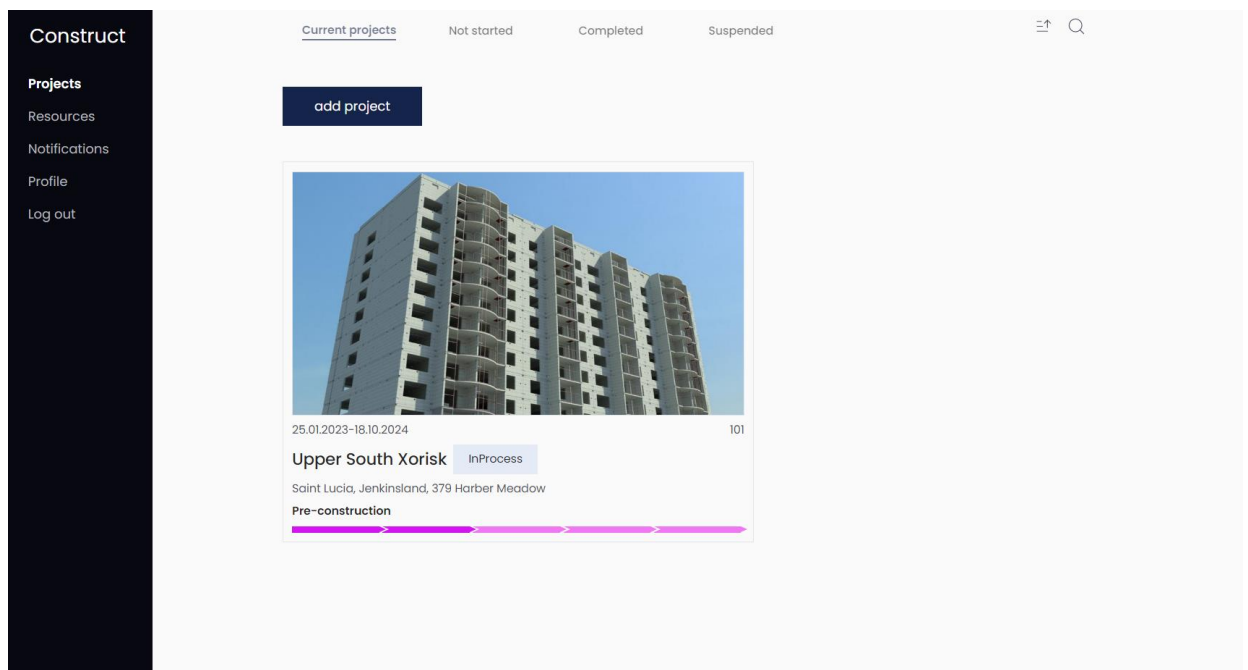 Construct
Projects
Resources
Notifications
Profile
Log out
Current projects
Not started
Completed
Suspended
add project
25.01.2023-18.10.2024
101
Upper South Xorisk
InProcess
Saint Lucia, Jenkinsland, 379 Harber Meadow
Pre-construction